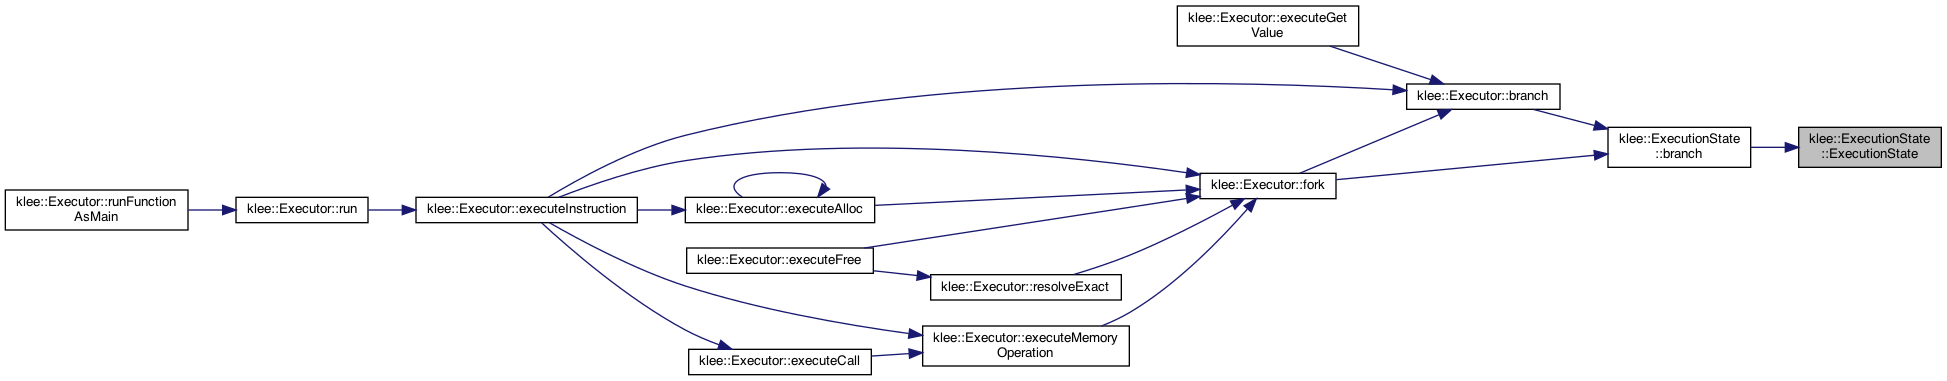 klee::Executor::executeGet
Value
klee::Executor::branch
klee::ExecutionState
::branch
klee::ExecutionState
::ExecutionState
klee::Executor::fork
klee::Executor::runFunction
AsMain
klee::Executor::run
klee::Executor::executeInstruction
klee::Executor::executeAlloc
klee::Executor::executeFree
klee::Executor::resolveExact
klee::Executor::executeMemory
Operation
klee::Executor::executeCall